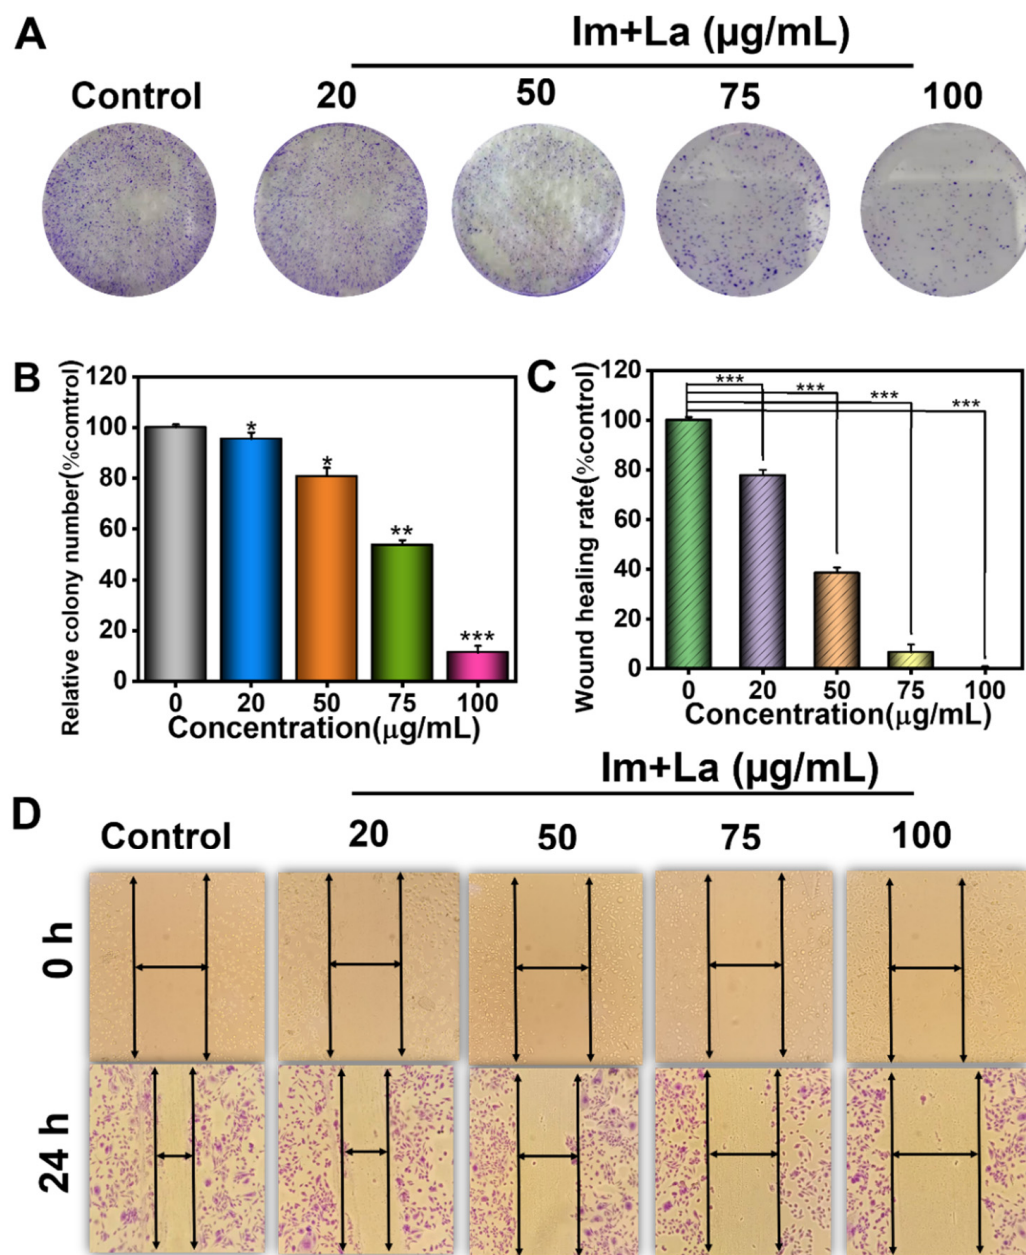 A
Im+La (µg/mL)
Control 20 50 75 100
B
Relative colony number(%comtrol)
120
100
80
60
40
20
0
* * ** ***
0 20 50 75 100
Concentration(µg/mL)
C
Wound healing rate(%control)
120
100
80
60
40
20
0
*** *** *** ***
0 20 50 75 100
Concentration(µg/mL)
D
Im+La (µg/mL)
Control 20 50 75 100
0 h
24 h